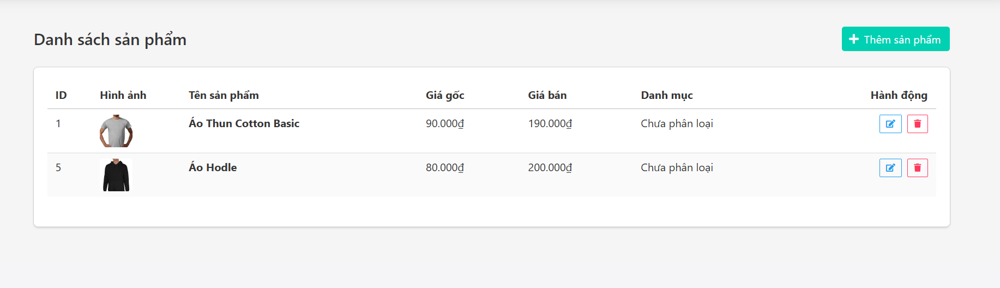 Danh sách sản phẩm
Thêm sản phẩm
ID Hình ảnh Tên sản phẩm Giá gốc Giá bán Danh mục Hành động
1 Áo Thun Cotton Basic 90.000₫ 190.000₫ Chưa phân loại
5 Áo Hodle 80.000₫ 200.000₫ Chưa phân loại